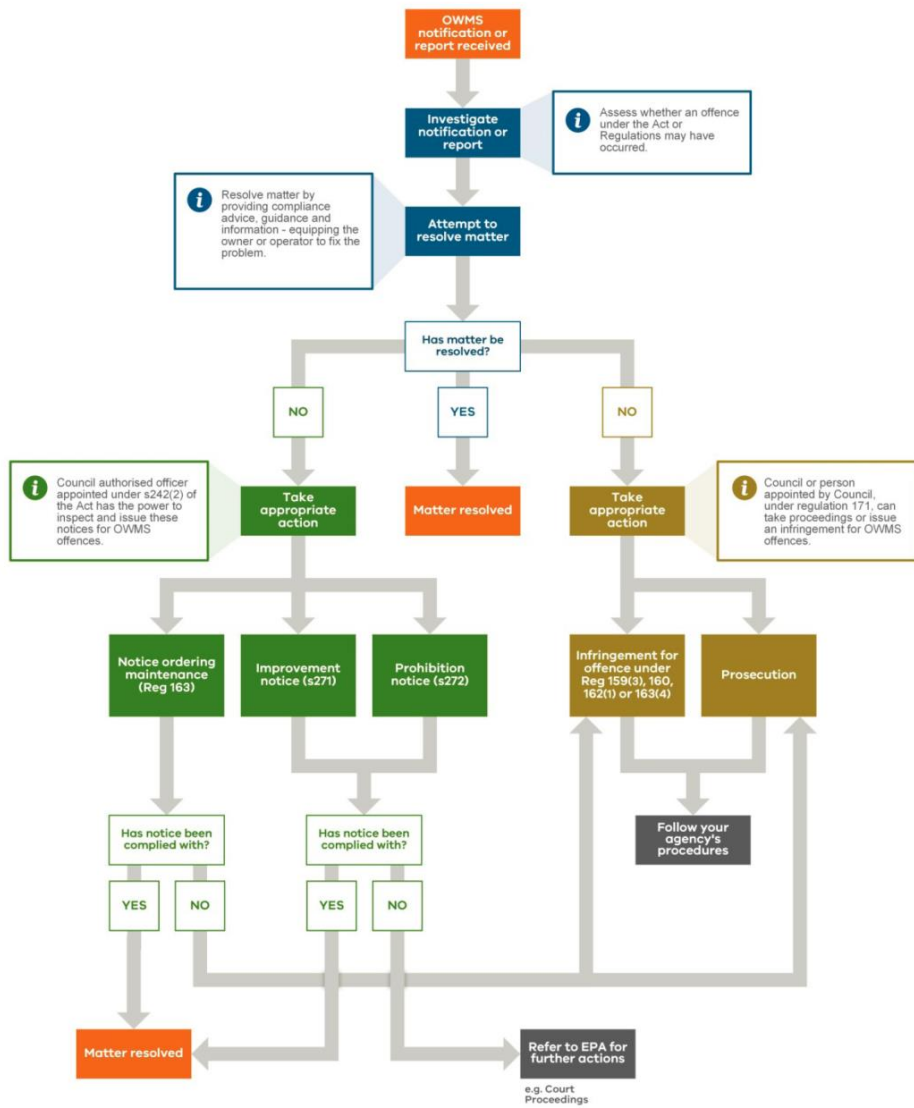 OWMS
notification or
report received
Investigate
notification or
report
i
Assess whether an offence
under the Act or
Regulations may have
occurred.
i
Resolve matter by
providing compliance
advice, guidance and
information - equipping the
owner or operator to fix the
problem.
Attempt to
resolve matter
Has matter be
resolved?
NO
YES
NO
i
Council authorised officer
appointed under s242(2) of
the Act has the power to
inspect and issue these
notices for OWMS
offences.
Take
appropriate
action
Matter resolved
Take
appropriate
action
i
Council or person
appointed by Council,
under regulation 171, can
take proceedings or issue
an infringement for OWMS
offences.
Notice ordering
maintenance
(Reg 163)
Improvement
notice (s271)
Prohibition
notice (s272)
Infringement for
offence under
Reg 159(3), 160,
162(1) or 163(4)
Prosecution
Has notice been
complied with?
Has notice been
complied with?
Follow your
agency's
procedures
YES
NO
YES
NO
Matter resolved
Refer to EPA for
further actions
e.g. Court
Proceedings